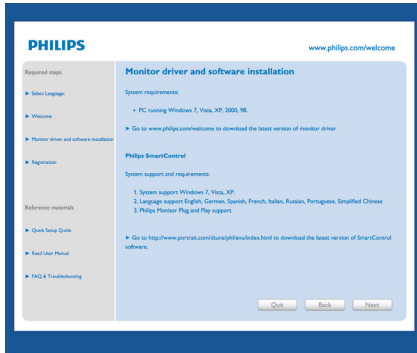 PHILIPS
www.philips.com/welcome
Required steps
► Select Language:
► Welcome
► Monitor driver and software installation
► Registration
Reference materials
► Quick Setup Guide
► Read User Manual
► FAQ & Troubleshooting
Monitor driver and software installation
System requirements:
• PC running Windows 7, Vista, XP, 2000, 98.
► Go to www.philips.com/welcome to download the latest version of monitor driver
Philips SmartControl
System support and requirements:
1. System support Windows 7, Vista, XP.
2. Language support English, German, Spanish, French, Italian, Russian, Portuguese, Simplified Chinese
3. Philips Monitor Plug and Play support
► Go to http://www.portrait.com/dtune/phl/enu/index.html to download the latest version of SmartControl
software.
Quit Back Next